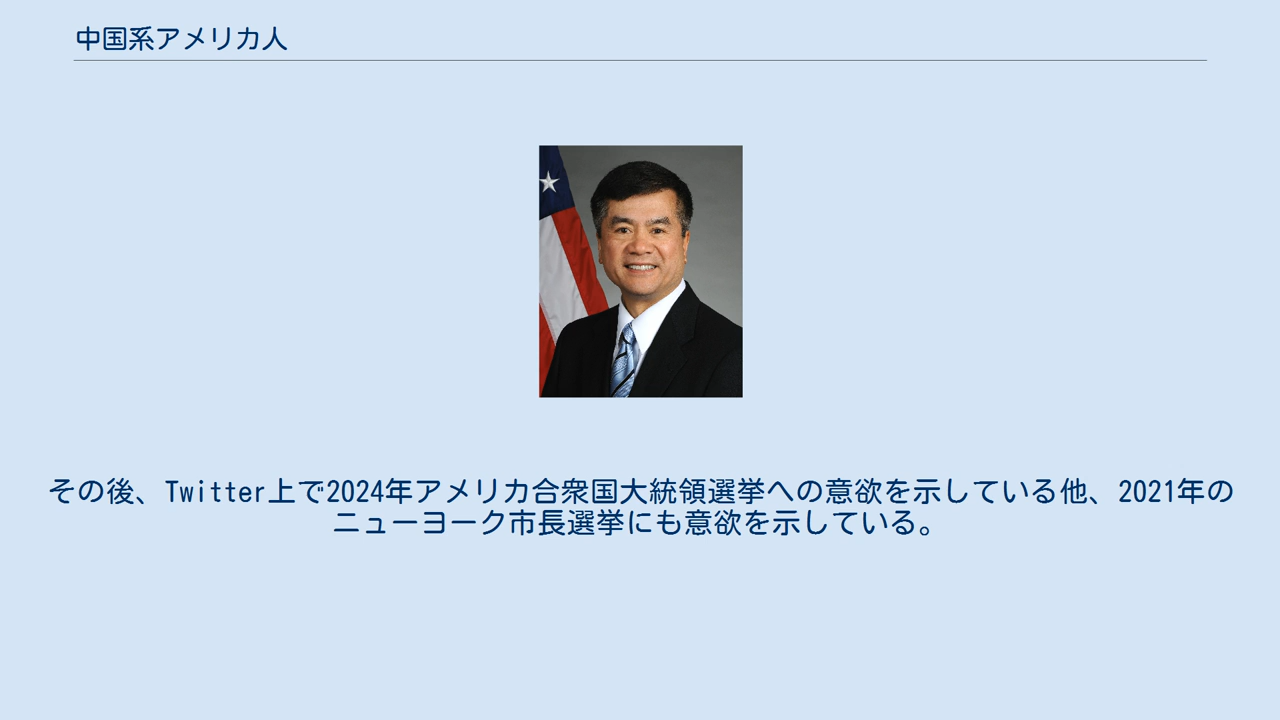 中国系アメリカ人
その後、Twitter上で2024年アメリカ合衆国大統領選挙への意欲を示している他、2021年の
ニューヨーク市長選挙にも意欲を示している。